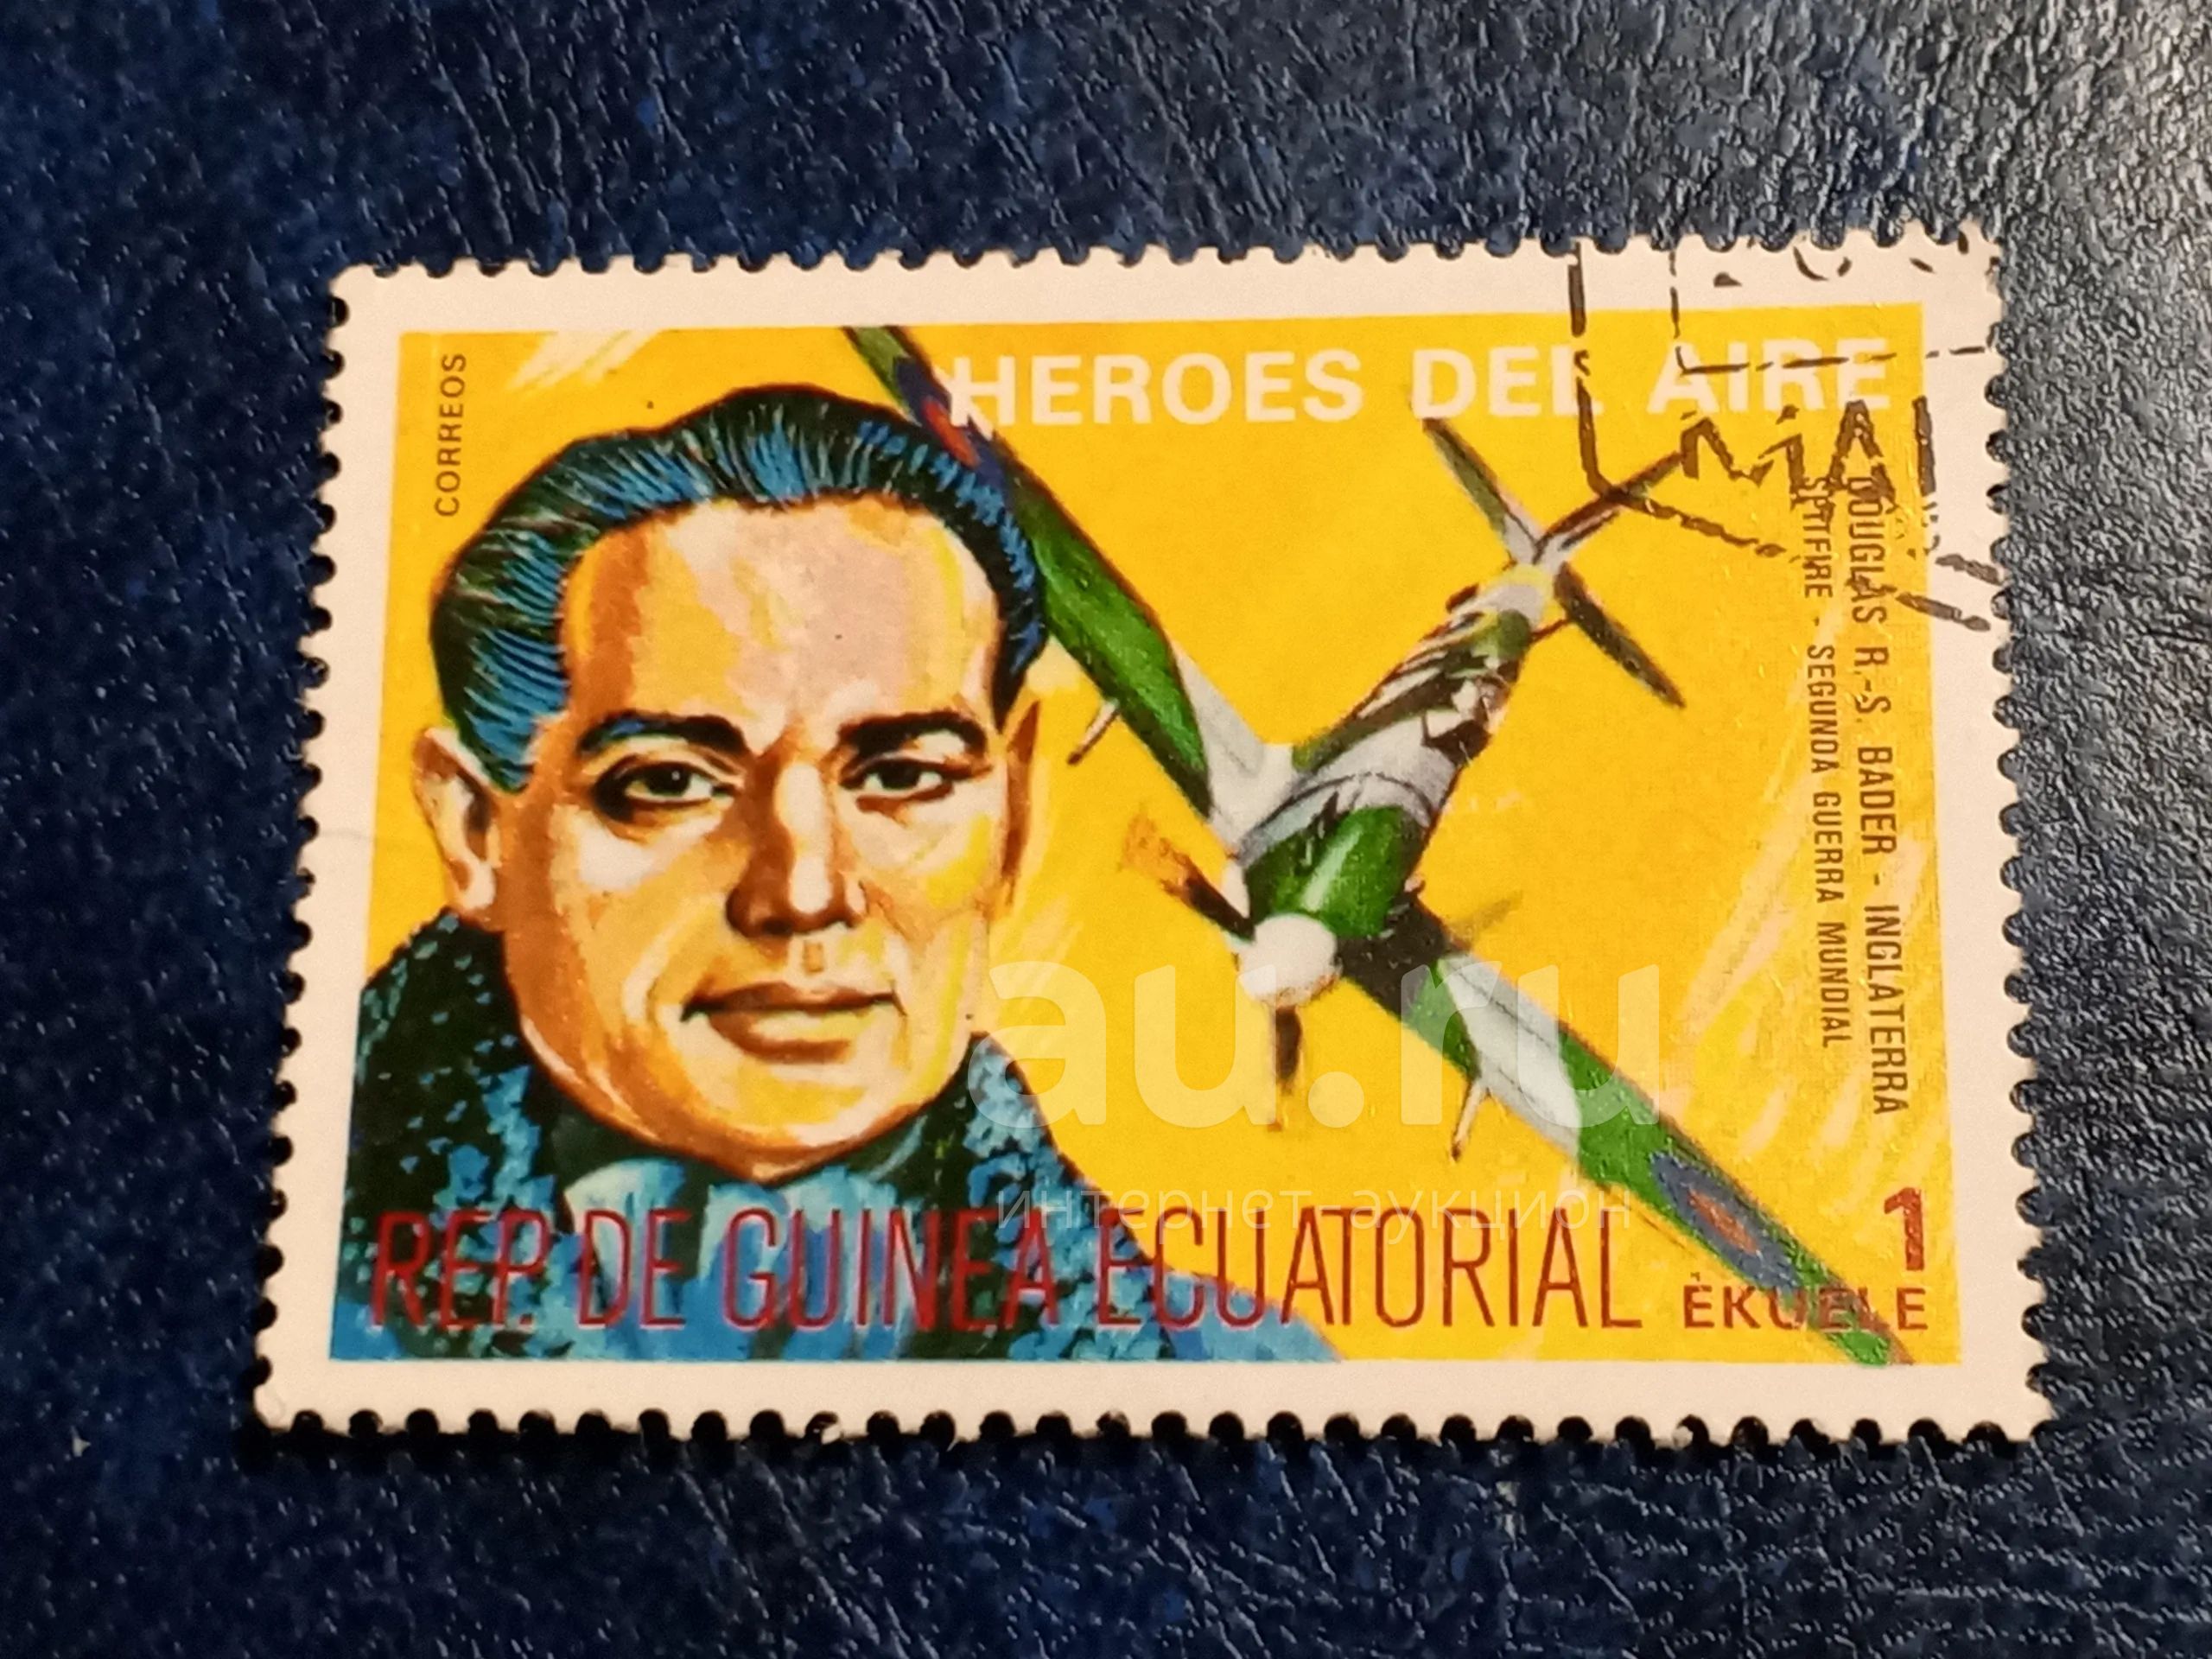 CORREOS
HEROES DEL AIRE
DOUGLAS R.-S. BADER - INGLATERRA
SPITFIRE - SEGUNDA GUERRA MUNDIAL
au.ru
интернет аукцион
1
REP. DE GUINEA ECUATORIAL EKUELE